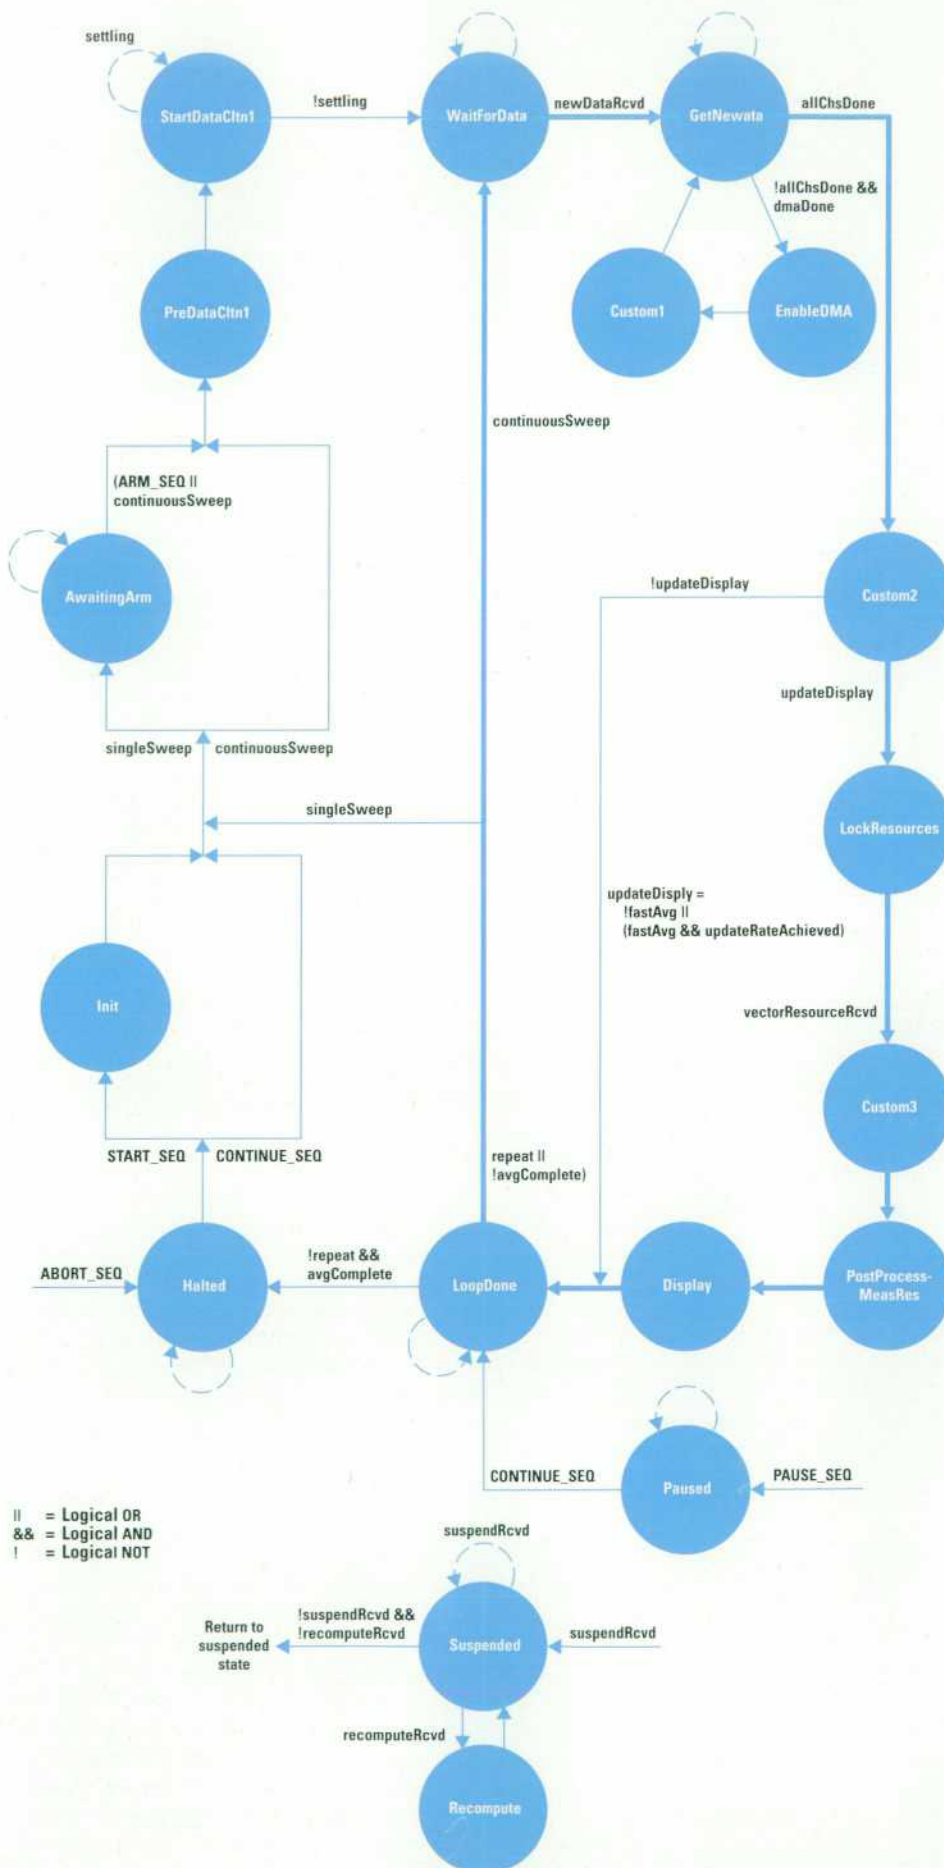 settling
StartDataCltn1
!settling
WaitForData
newDataRcvd
GetNewata
allChsDone
!allChsDone &&
dmaDone
PreDataCltn1
Custom1
EnableDMA
continuousSweep
(ARM_SEQ ||
continuousSweep
AwaitingArm
!updateDisplay
Custom2
updateDisplay
singleSweep
continuousSweep
singleSweep
LockResources
updateDisply =
!fastAvg ||
(fastAvg && updateRateAchieved)
Init
vectorResourceRcvd
Custom3
START_SEQ
CONTINUE_SEQ
repeat ||
!avgComplete)
ABORT_SEQ
Halted
!repeat &&
avgComplete
LoopDone
Display
PostProcess-
MeasRes
CONTINUE_SEQ
Paused
PAUSE_SEQ
|| = Logical OR
&& = Logical AND
! = Logical NOT
suspendRcvd
Return to
suspended
state
!suspendRcvd &&
!recomputeRcvd
Suspended
suspendRcvd
recomputeRcvd
Recompute